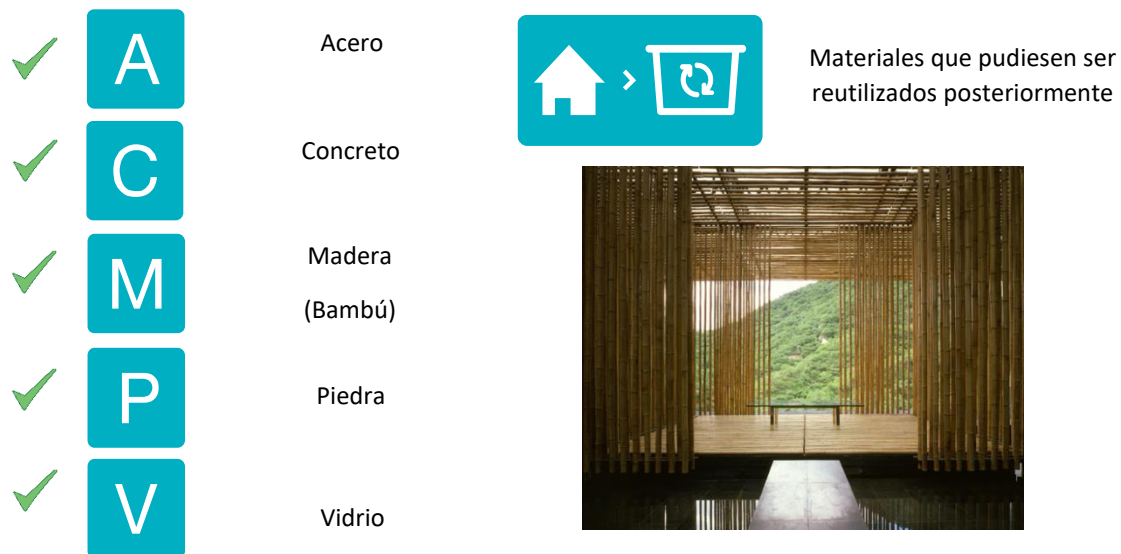 A
Acero
C
Concreto
M
Madera
(Bambú)
P
Piedra
V
Vidrio
Materiales que pudiesen ser
reutilizados posteriormente